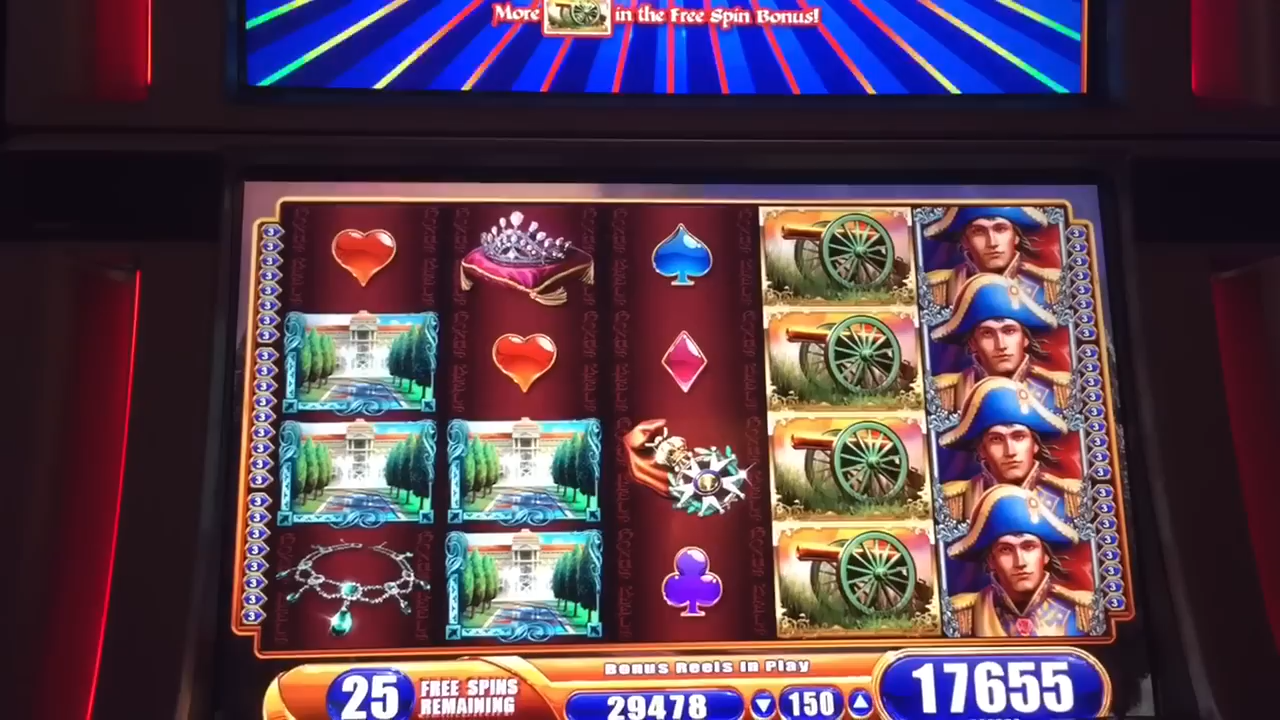 More in the Free Spin Bonus!
Bonus Reels in Play
25 FREE SPINS REMAINING
29478
150
17655